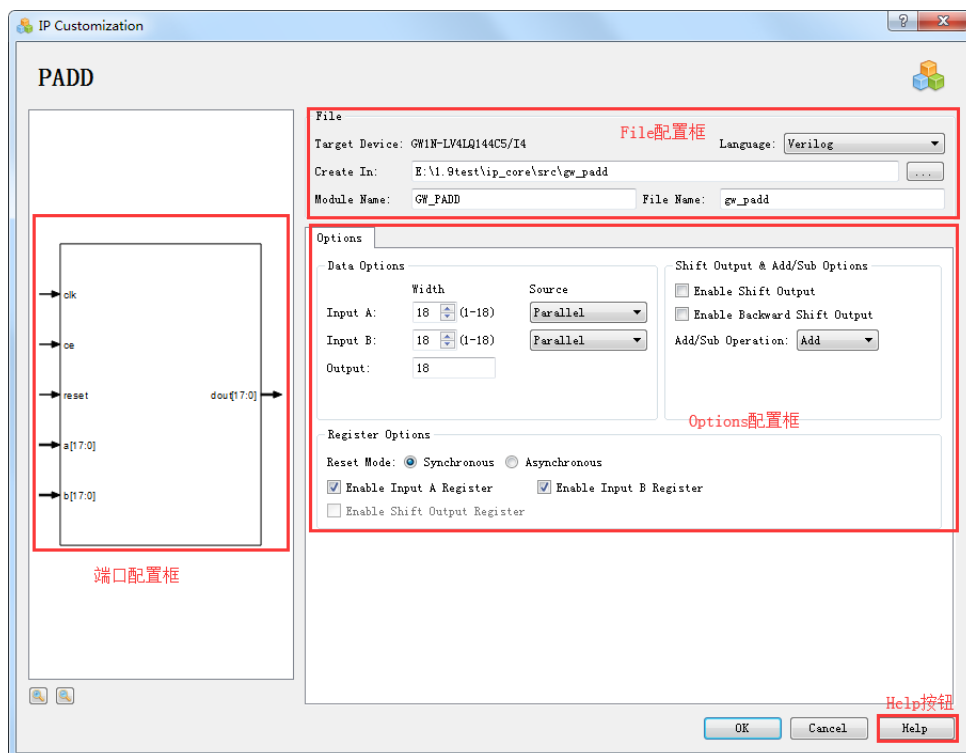 IP Customization
PADD
File
File配置框
Target Device: GW1N-LV4LQ144C5/I4 Language: Verilog
Create In: E:\1.9test\ip_core\src\gw_padd ...
Module Name: GW_PADD File Name: gw_padd
Options
Data Options
Width Source
Input A: 18 (1-18) Parallel
Input B: 18 (1-18) Parallel
Output: 18
Shift Output & Add/Sub Options
Enable Shift Output
Enable Backward Shift Output
Add/Sub Operation: Add
Options配置框
Register Options
Reset Mode: Synchronous Asynchronous
Enable Input A Register Enable Input B Register
Enable Shift Output Register
clk
ce
reset dout[17:0]
a[17:0]
b[17:0]
端口配置框
Help按钮
OK Cancel Help